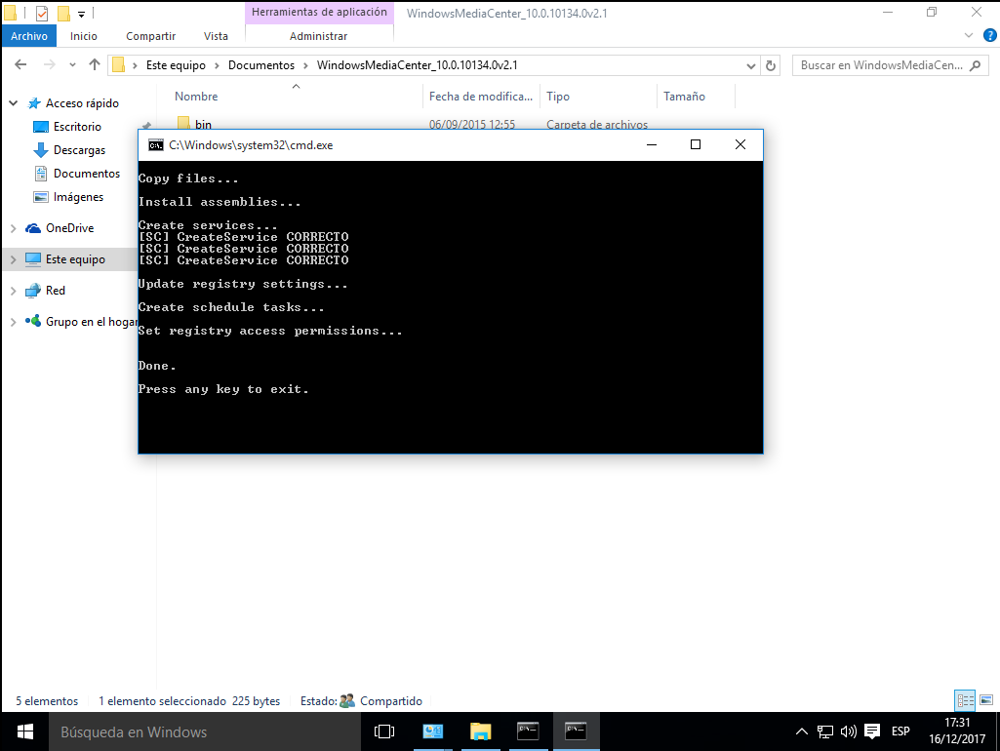 Herramientas de aplicación
WindowsMediaCenter_10.0.10134.0v2.1
Archivo
Inicio
Compartir
Vista
Administrar
Este equipo
Documentos
WindowsMediaCenter_10.0.10134.0v2.1
Buscar en WindowsMediaCen...
Nombre
Fecha de modifica...
Tipo
Tamaño
Acceso rápido
Escritorio
Descargas
Documentos
Imágenes
OneDrive
Este equipo
Red
Grupo en el hogar
bin
06/09/2015 12:55
Carpeta de archivos
C:\Windows\system32\cmd.exe
Copy files...
Install assemblies...
Create services...
[SC] CreateService CORRECTO
[SC] CreateService CORRECTO
[SC] CreateService CORRECTO
Update registry settings...
Create schedule tasks...
Set registry access permissions...
Done.
Press any key to exit.
5 elementos
1 elemento seleccionado 225 bytes
Estado: Compartido
Búsqueda en Windows
ESP
17:31
16/12/2017